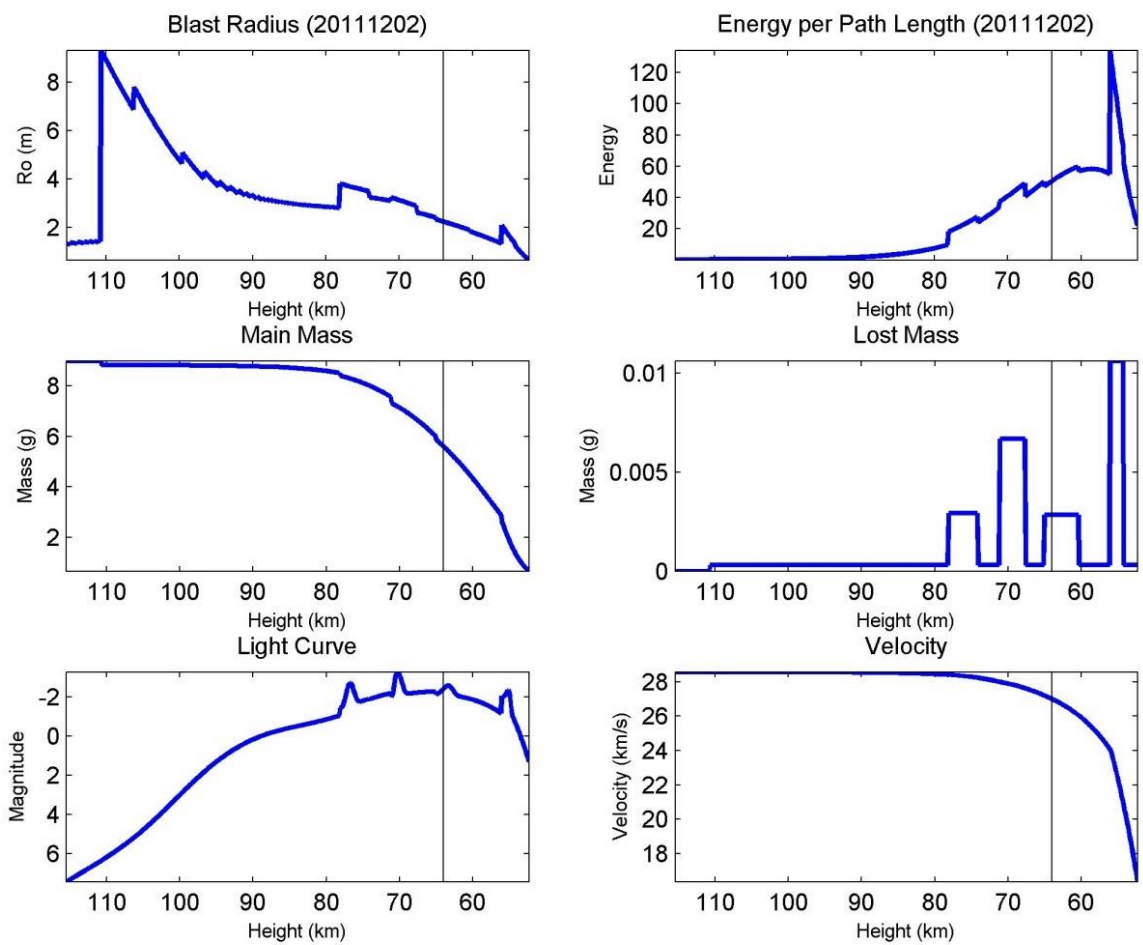 Blast Radius (20111202)
Ro (m)
8
6
4
2
110 100 90 80 70 60
Height (km)
Energy per Path Length (20111202)
Energy
120
100
80
60
40
20
110 100 90 80 70 60
Height (km)
Main Mass
Mass (g)
8
6
4
2
110 100 90 80 70 60
Height (km)
Lost Mass
Mass (g)
0.01
0.005
0
110 100 90 80 70 60
Height (km)
Light Curve
Magnitude
-2
0
2
4
6
110 100 90 80 70 60
Height (km)
Velocity
Velocity (km/s)
28
26
24
22
20
18
110 100 90 80 70 60
Height (km)